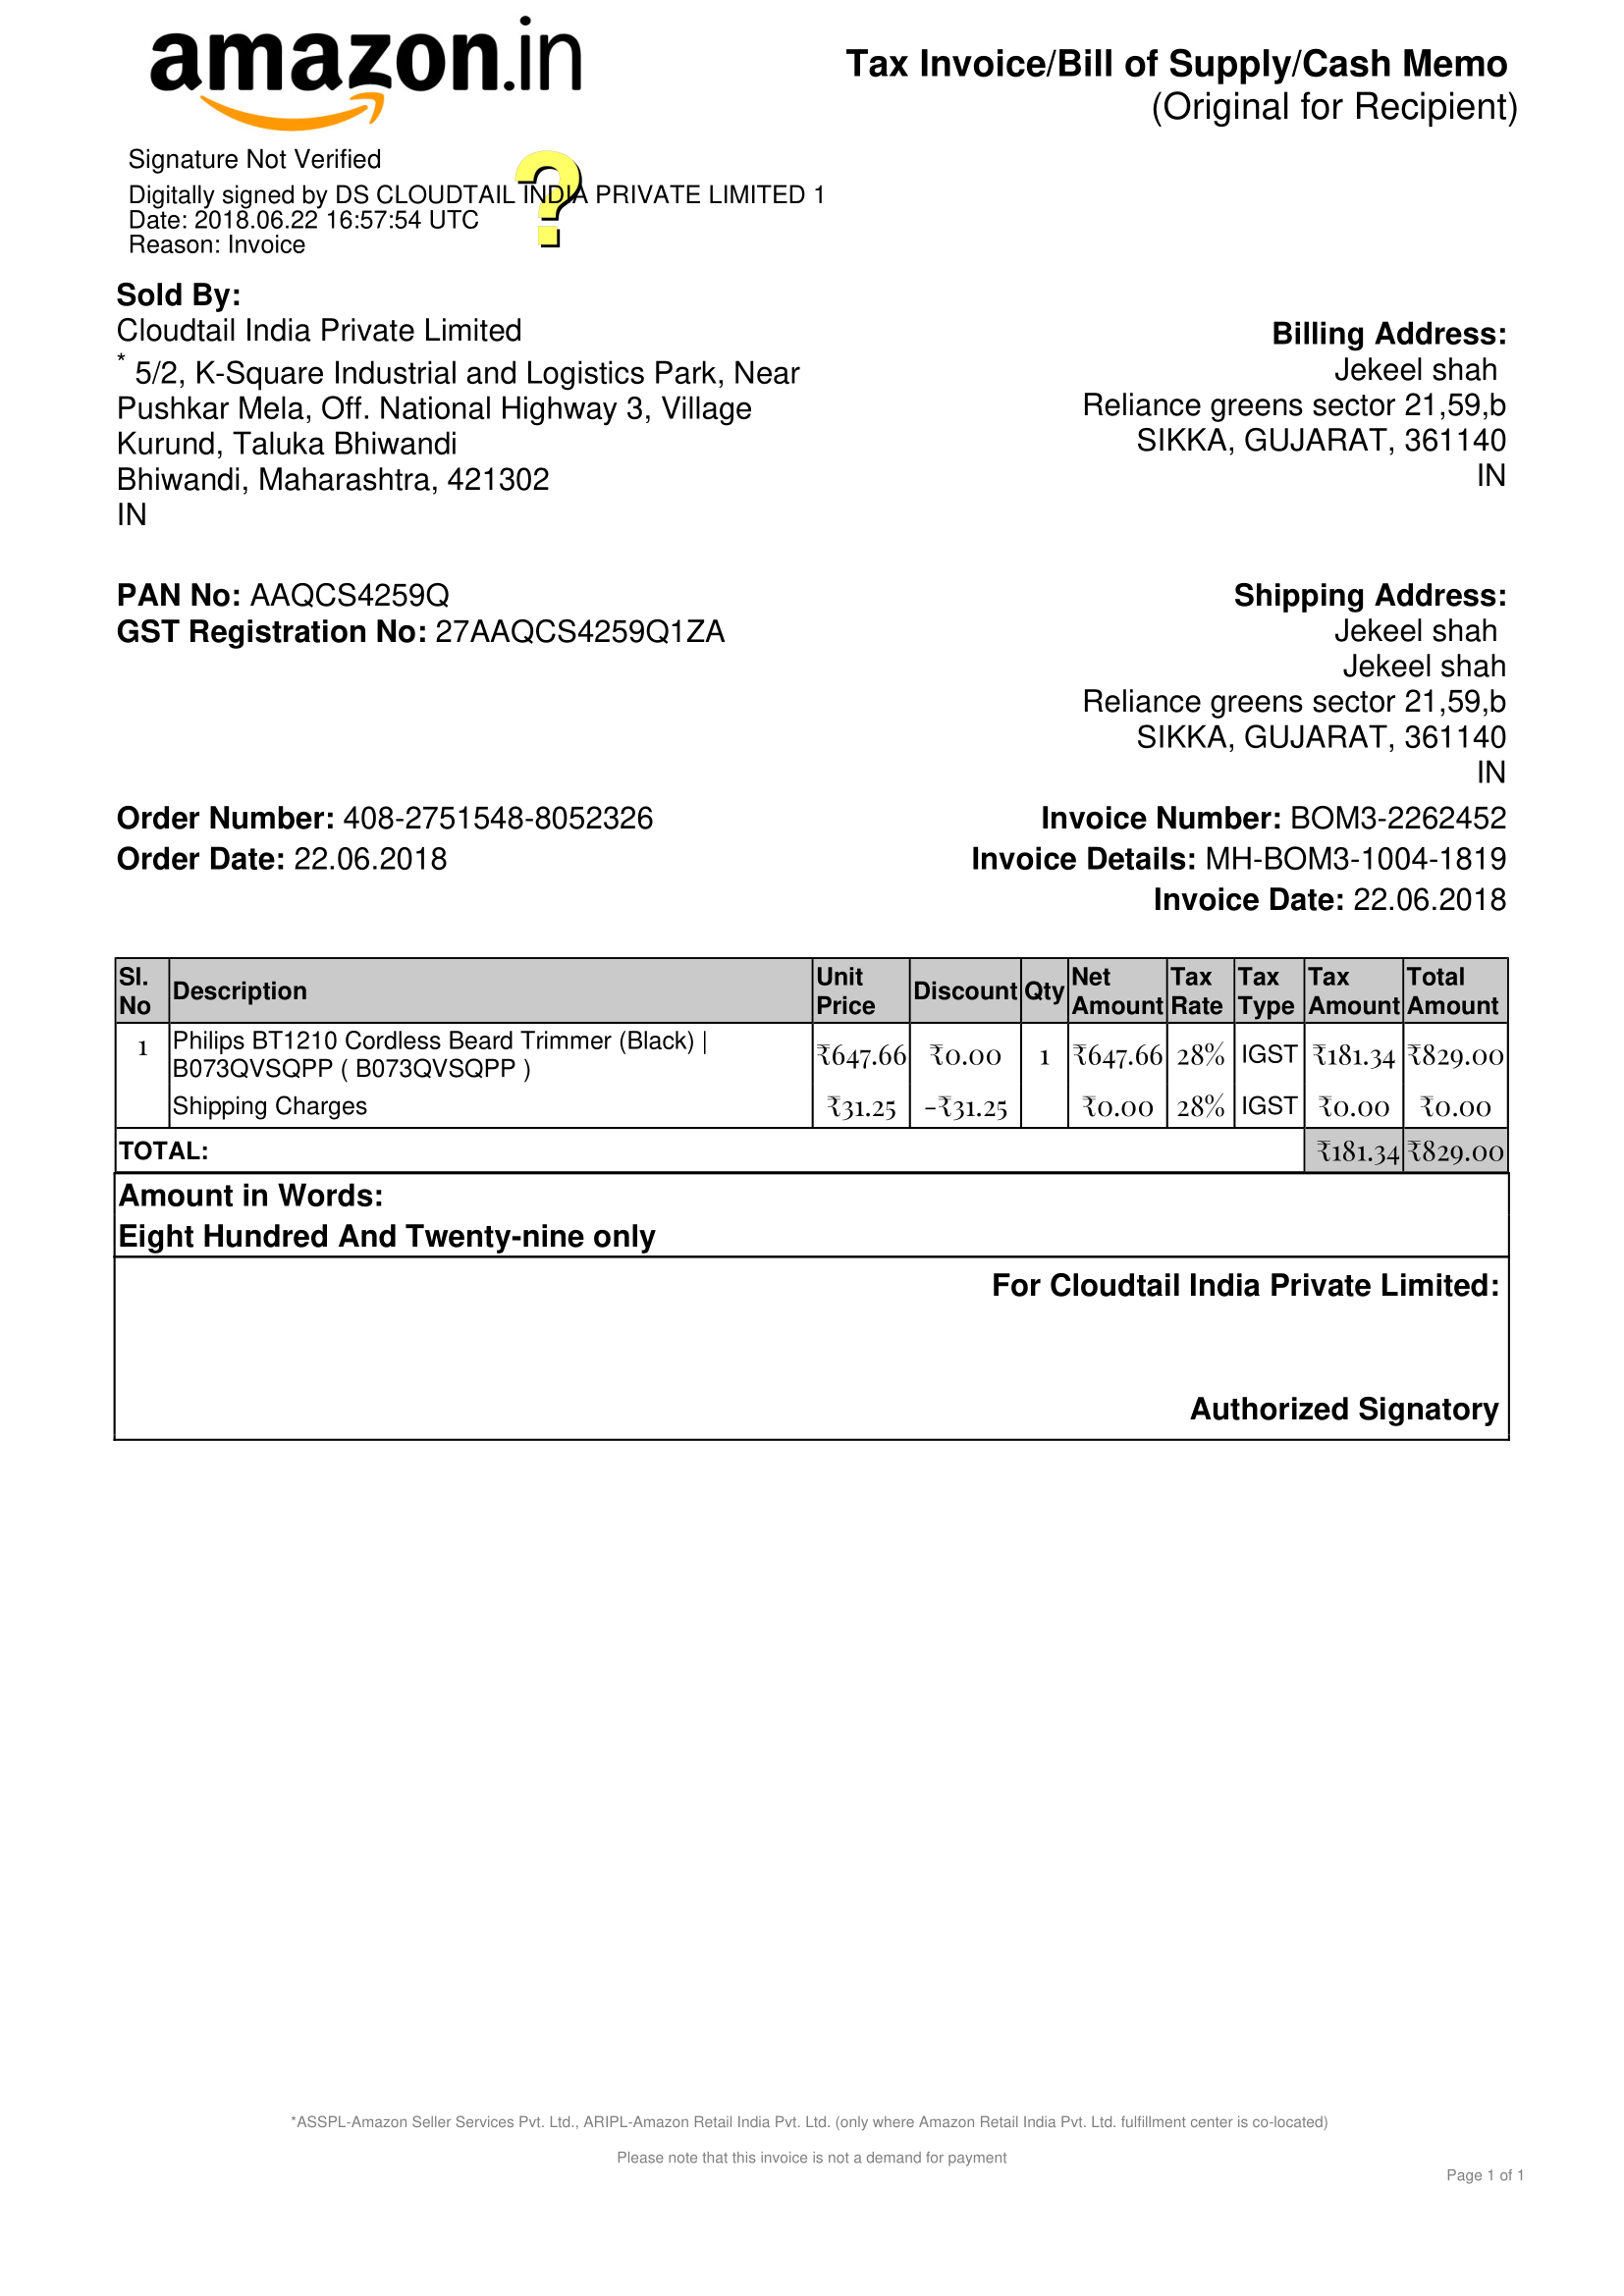 amazon.in
Tax Invoice/Bill of Supply/Cash Memo
(Original for Recipient)
Signature Not Verified
Digitally signed by DS CLOUDTAIL INDIA PRIVATE LIMITED 1
Date: 2018.06.22 16:57:54 UTC
Reason: Invoice
?
Sold By:
Cloudtail India Private Limited
* 5/2, K-Square Industrial and Logistics Park, Near
Pushkar Mela, Off. National Highway 3, Village
Kurund, Taluka Bhiwandi
Bhiwandi, Maharashtra, 421302
IN
Billing Address:
Jekeel shah
Reliance greens sector 21,59,b
SIKKA, GUJARAT, 361140
IN
PAN No: AAQCS4259Q
GST Registration No: 27AAQCS4259Q1ZA
Shipping Address:
Jekeel shah
Jekeel shah
Reliance greens sector 21,59,b
SIKKA, GUJARAT, 361140
IN
Order Number: 408-2751548-8052326
Order Date: 22.06.2018
Invoice Number: BOM3-2262452
Invoice Details: MH-BOM3-1004-1819
Invoice Date: 22.06.2018
Sl. No Description Unit Price Discount Qty Net Amount Tax Rate Tax Type Tax Amount Total Amount
1 Philips BT1210 Cordless Beard Trimmer (Black) |
B073QVSQPP ( B073QVSQPP ) ₹647.66 ₹0.00 1 ₹647.66 28% IGST ₹181.34 ₹829.00
Shipping Charges ₹31.25 -₹31.25 ₹0.00 28% IGST ₹0.00 ₹0.00
TOTAL: ₹181.34 ₹829.00
Amount in Words:
Eight Hundred And Twenty-nine only
For Cloudtail India Private Limited:
Authorized Signatory
*ASSPL-Amazon Seller Services Pvt. Ltd., ARIPL-Amazon Retail India Pvt. Ltd. (only where Amazon Retail India Pvt. Ltd. fulfillment center is co-located)
Please note that this invoice is not a demand for payment
Page 1 of 1